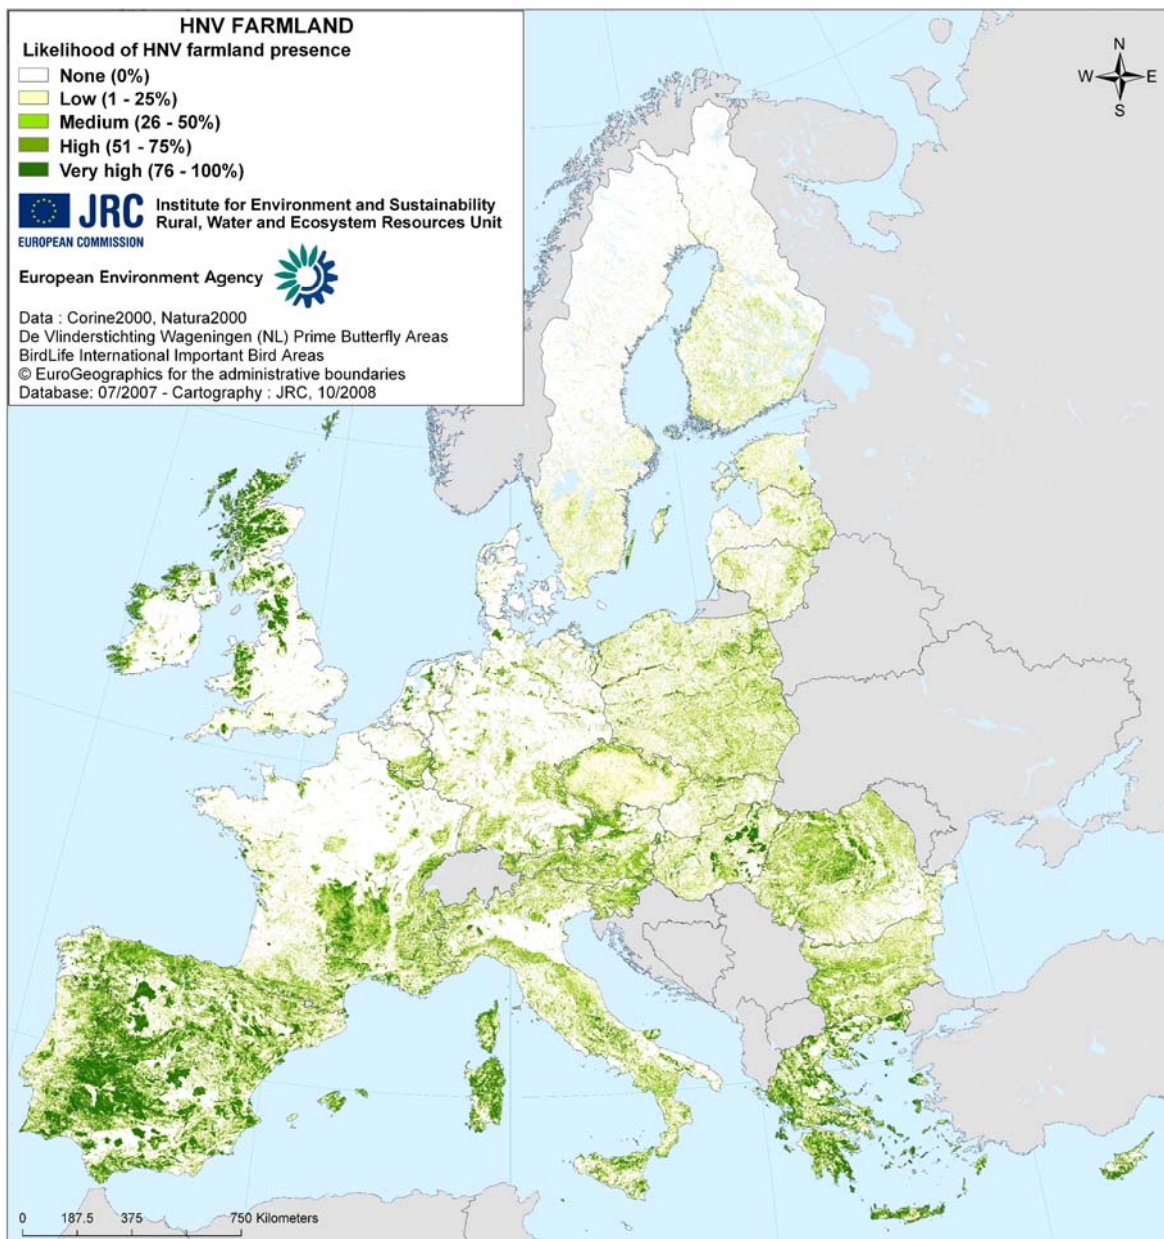 HNV FARMLAND
Likelihood of HNV farmland presence
None (0%)
Low (1 - 25%)
Medium (26 - 50%)
High (51 - 75%)
Very high (76 - 100%)
JRC
EUROPEAN COMMISSION
Institute for Environment and Sustainability
Rural, Water and Ecosystem Resources Unit
European Environment Agency
Data : Corine2000, Natura2000
De Vlinderstichting Wageningen (NL) Prime Butterfly Areas
BirdLife International Important Bird Areas
© EuroGeographics for the administrative boundaries
Database: 07/2007 - Cartography : JRC, 10/2008
N
W E
S
0 187.5 375 750 Kilometers